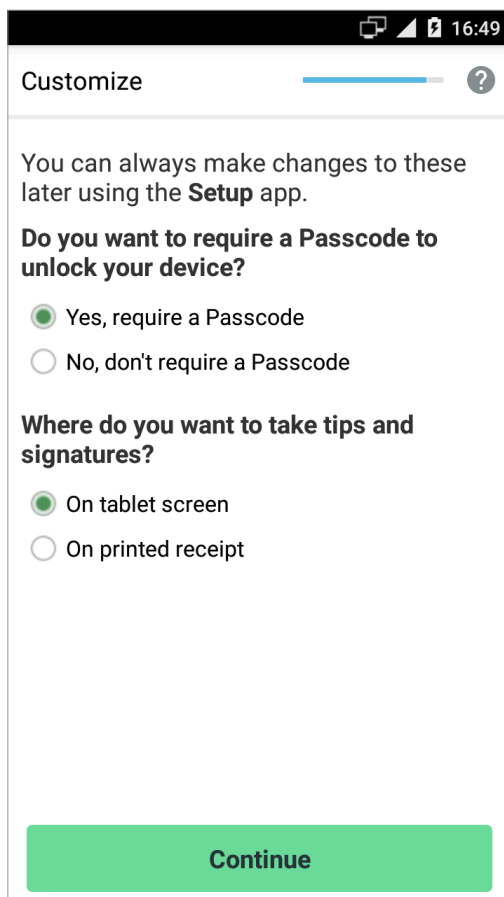 16:49
Customize
?
You can always make changes to these
later using the Setup app.
Do you want to require a Passcode to
unlock your device?
Yes, require a Passcode
No, don't require a Passcode
Where do you want to take tips and
signatures?
On tablet screen
On printed receipt
Continue